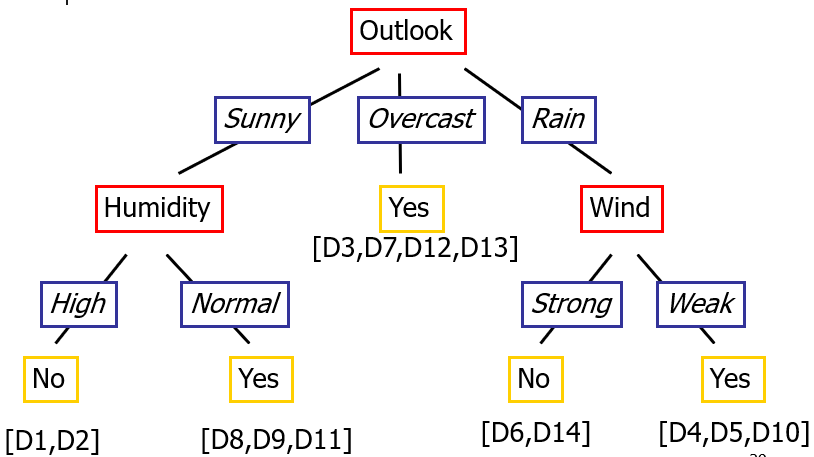 Outlook
Sunny Overcast Rain
Humidity Yes Wind
[D3,D7,D12,D13]
High Normal Strong Weak
No Yes No Yes
[D1,D2] [D8,D9,D11] [D6,D14] [D4,D5,D10]